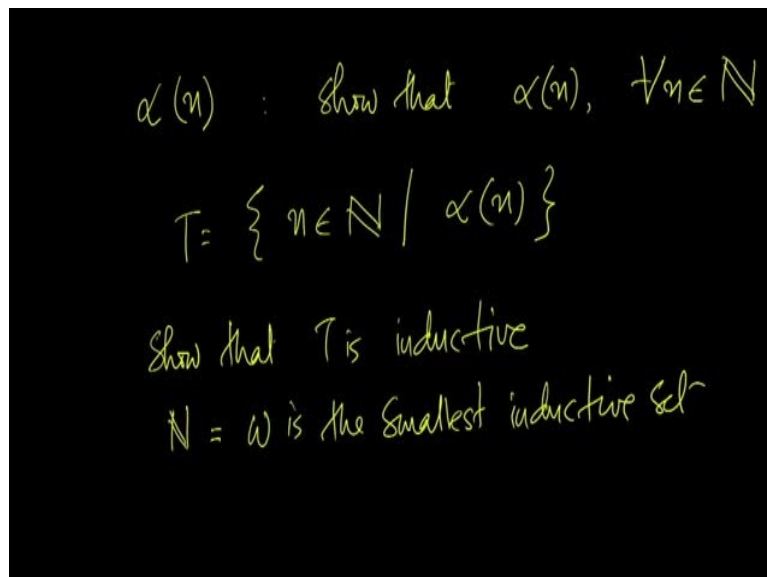 α(n) : Show that α(n), ∀n∈ℕ
T = { n∈ℕ | α(n) }
Show that T is inductive
ℕ = ω is the smallest inductive set